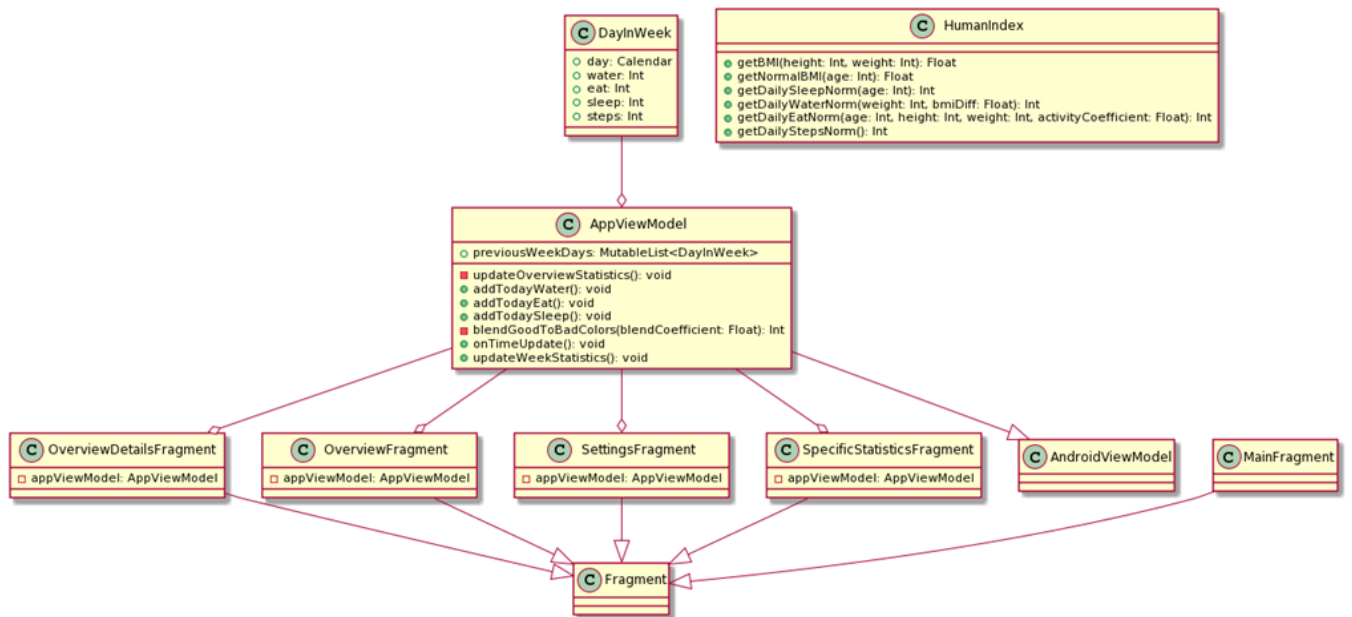 C DayInWeek
day: Calendar
water: Int
eat: Int
sleep: Int
steps: Int
C HumanIndex
getBMI(height: Int, weight: Int): Float
getNormalBMI(age: Int): Float
getDailySleepNorm(age: Int): Int
getDailyWaterNorm(weight: Int, bmiDiff: Float): Int
getDailyEatNorm(age: Int, height: Int, weight: Int, activityCoefficient: Float): Int
getDailyStepsNorm(): Int
C AppViewModel
previousWeekDays: MutableList<DayInWeek>
updateOverviewStatistics(): void
addTodayWater(): void
addTodayEat(): void
addTodaySleep(): void
blendGoodToBadColors(blendCoefficient: Float): Int
onTimeUpdate(): void
updateWeekStatistics(): void
C OverviewDetailsFragment
appViewModel: AppViewModel
C OverviewFragment
appViewModel: AppViewModel
C SettingsFragment
appViewModel: AppViewModel
C SpecificStatisticsFragment
appViewModel: AppViewModel
C AndroidViewModel
C MainFragment
C Fragment